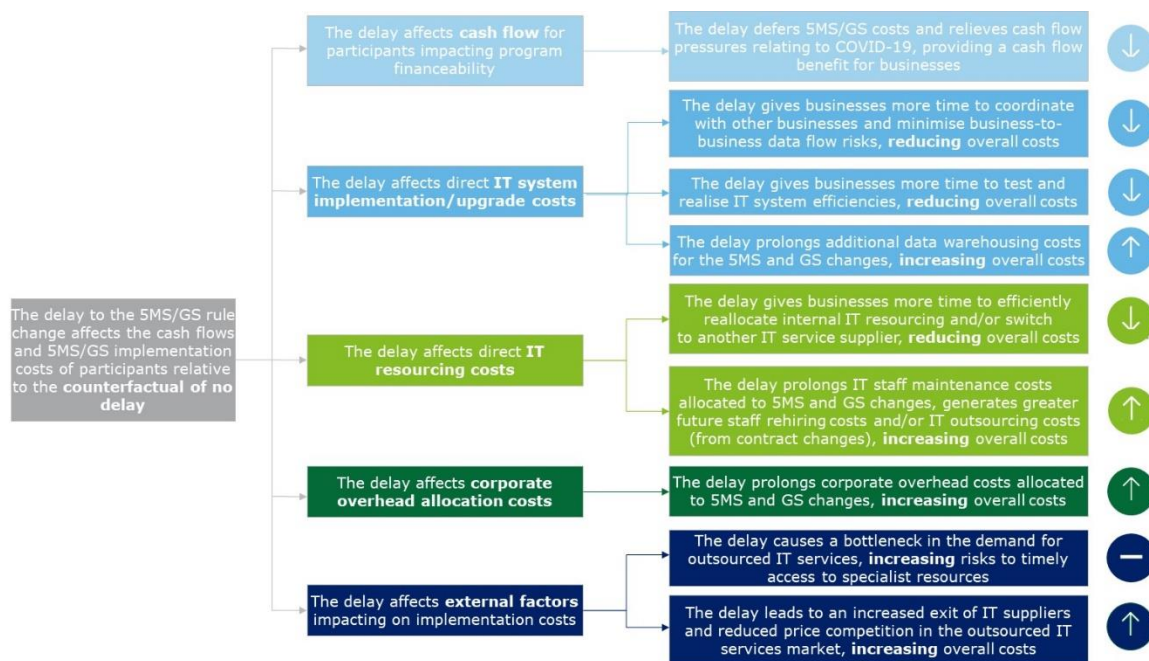 The delay to the 5MS/GS rule
change affects the cash flows
and 5MS/GS implementation
costs of participants relative
to the counterfactual of no
delay
The delay affects cash flow for
participants impacting program
financeability
The delay defers 5MS/GS costs and relieves cash flow
pressures relating to COVID-19, providing a cash flow
benefit for businesses
The delay affects direct IT system
implementation/upgrade costs
The delay gives businesses more time to coordinate
with other businesses and minimise business-to-
business data flow risks, reducing overall costs
The delay gives businesses more time to test and
realise IT system efficiencies, reducing overall costs
The delay prolongs additional data warehousing costs
for the 5MS and GS changes, increasing overall costs
The delay affects direct IT
resourcing costs
The delay gives businesses more time to efficiently
reallocate internal IT resourcing and/or switch
to another IT service supplier, reducing overall costs
The delay prolongs IT staff maintenance costs
allocated to 5MS and GS changes, generates greater
future staff rehiring costs and/or IT outsourcing costs
(from contract changes), increasing overall costs
The delay affects corporate
overhead allocation costs
The delay prolongs corporate overhead costs allocated
to 5MS and GS changes, increasing overall costs
The delay affects external factors
impacting on implementation costs
The delay causes a bottleneck in the demand for
outsourced IT services, increasing risks to timely
access to specialist resources
The delay leads to an increased exit of IT suppliers
and reduced price competition in the outsourced IT
services market, increasing overall costs